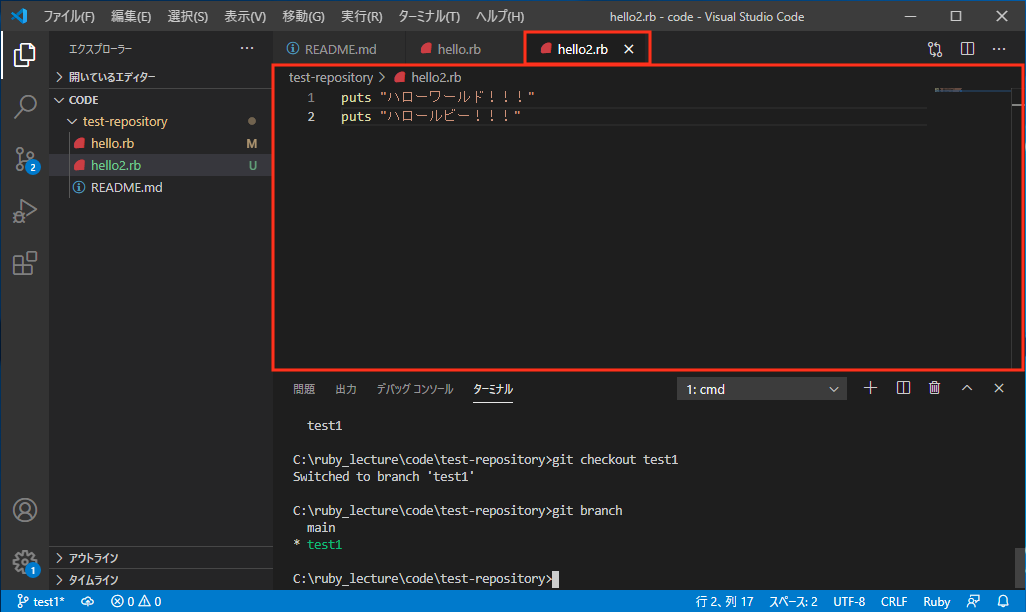 ファイル(F) 編集(E) 選択(S) 表示(V) 移動(G) 実行(R) ターミナル(T) ヘルプ(H) hello2.rb - code - Visual Studio Code
エクスプローラー
開いているエディター
CODE
test-repository
hello.rb M
hello2.rb U
README.md
2
1
アウトライン
タイムライン
README.md hello.rb hello2.rb
test-repository hello2.rb
1 puts "ハローワールド！！！"
2 puts "ハロールビー！！！"
問題 出力 デバッグ コンソール ターミナル 1: cmd
test1
C:\ruby_lecture\code\test-repository>git checkout test1
Switched to branch 'test1'
C:\ruby_lecture\code\test-repository>git branch
main
* test1
C:\ruby_lecture\code\test-repository>
test1* 0 0 行 2、列 17 スペース: 2 UTF-8 CRLF Ruby